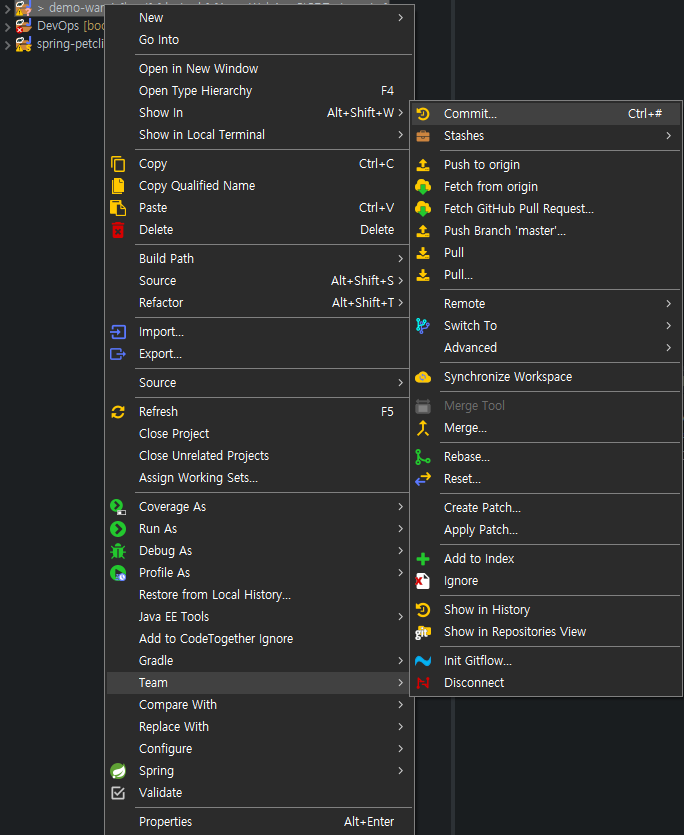 > demo-wa
DevOps [boo
spring-petcli
New
Go Into
Open in New Window
Open Type Hierarchy F4
Show In Alt+Shift+W
Show in Local Terminal
Copy Ctrl+C
Copy Qualified Name
Paste Ctrl+V
Delete Delete
Build Path
Source Alt+Shift+S
Refactor Alt+Shift+T
Import...
Export...
Source
Refresh F5
Close Project
Close Unrelated Projects
Assign Working Sets...
Coverage As
Run As
Debug As
Profile As
Restore from Local History...
Java EE Tools
Add to CodeTogether Ignore
Gradle
Team
Compare With
Replace With
Configure
Spring
Validate
Properties Alt+Enter
Commit... Ctrl+#
Stashes
Push to origin
Fetch from origin
Fetch GitHub Pull Request...
Push Branch 'master'...
Pull
Pull...
Remote
Switch To
Advanced
Synchronize Workspace
Merge Tool
Merge...
Rebase...
Reset...
Create Patch...
Apply Patch...
Add to Index
Ignore
Show in History
Show in Repositories View
Init Gitflow...
Disconnect